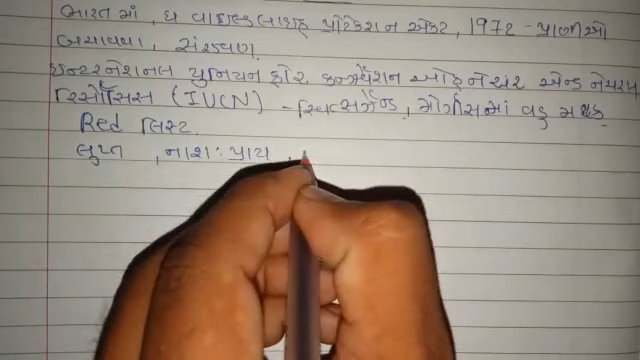 ભારત માં, ધ વાઇલ્ડ લાઇફ પ્રોટેક્શન એક્ટ, 1972 - પ્રાણીઓ
બચાવવા, સંરક્ષણ
ઇન્ટરનેશનલ યુનિયન ફોર કન્ઝર્વેશન ઓફ નેચર એન્ડ નેચરલ
રિસોર્સિસ (IUCN) - સ્વિત્ઝર્લેન્ડ, મોર્ગેસમાં વડુ મથક
Red લિસ્ટ
લુપ્ત , નાશ: પ્રાય ,